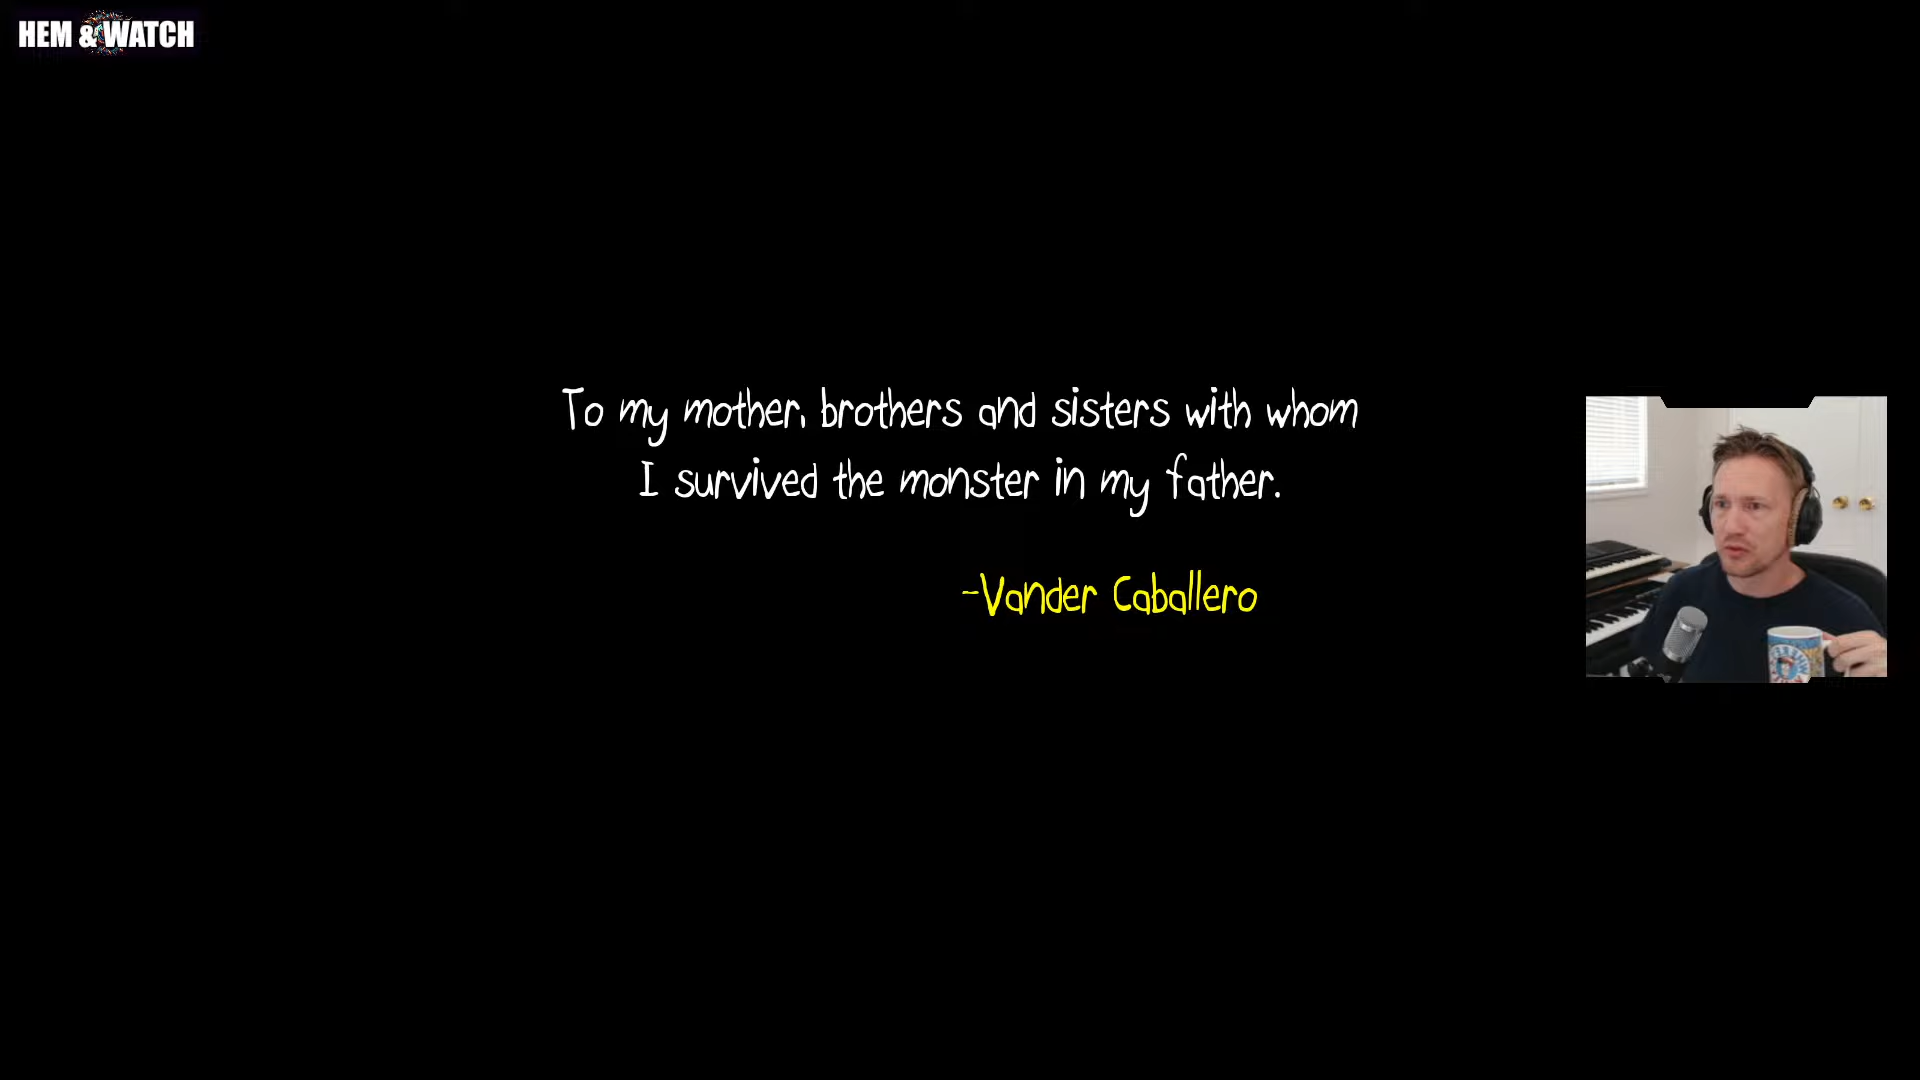 HEM & WATCH
To my mother, brothers and sisters with whom
I survived the monster in my father.
-Vander Caballero